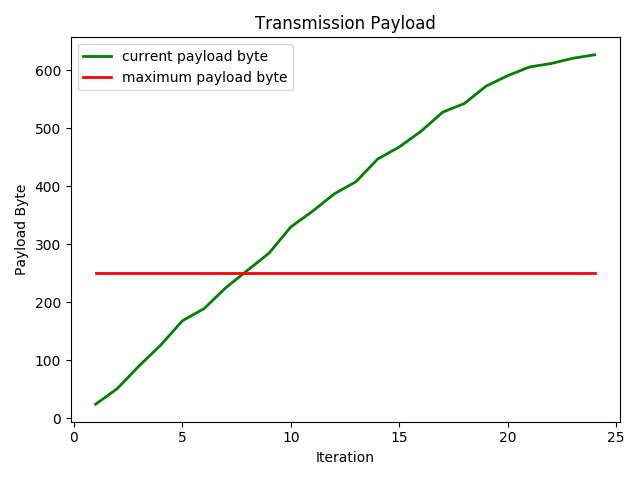 Transmission Payload
current payload byte
maximum payload byte
Payload Byte
600
500
400
300
200
100
0
0 5 10 15 20 25
Iteration